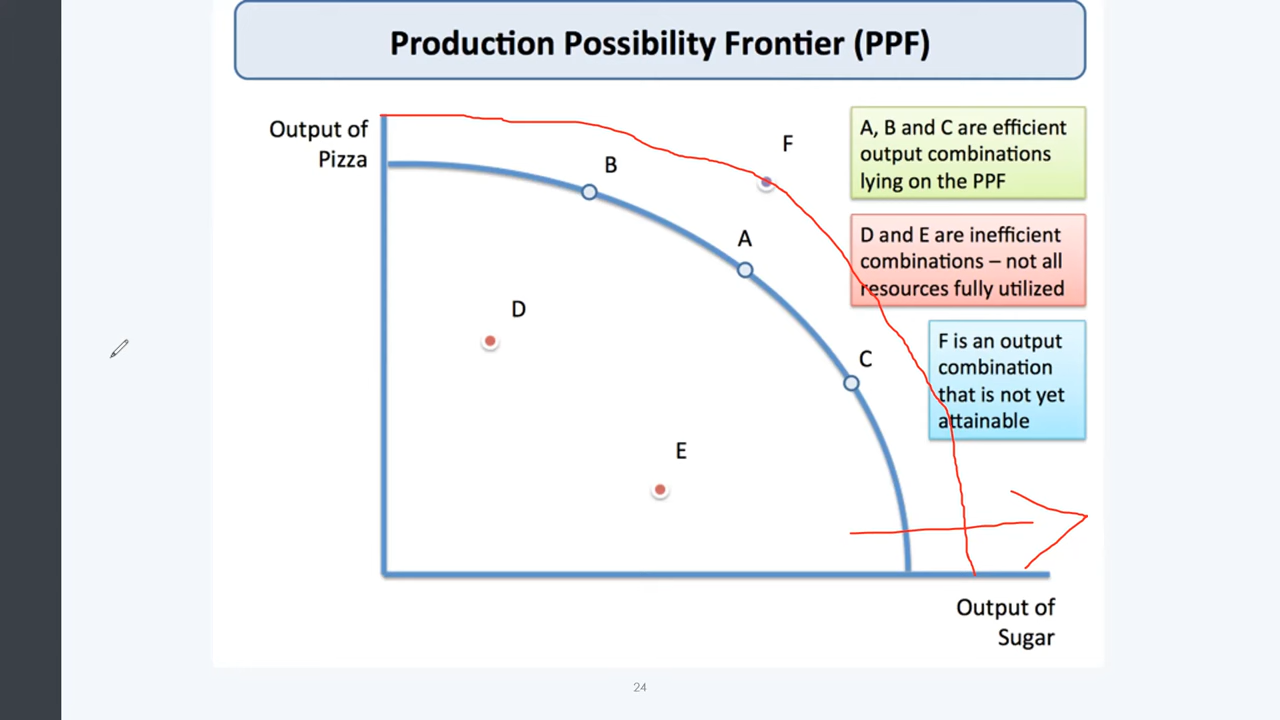 Production Possibility Frontier (PPF)
Output of
Pizza
B
F
A
D
C
E
A, B and C are efficient
output combinations
lying on the PPF
D and E are inefficient
combinations – not all
resources fully utilized
F is an output
combination
that is not yet
attainable
Output of
Sugar
24